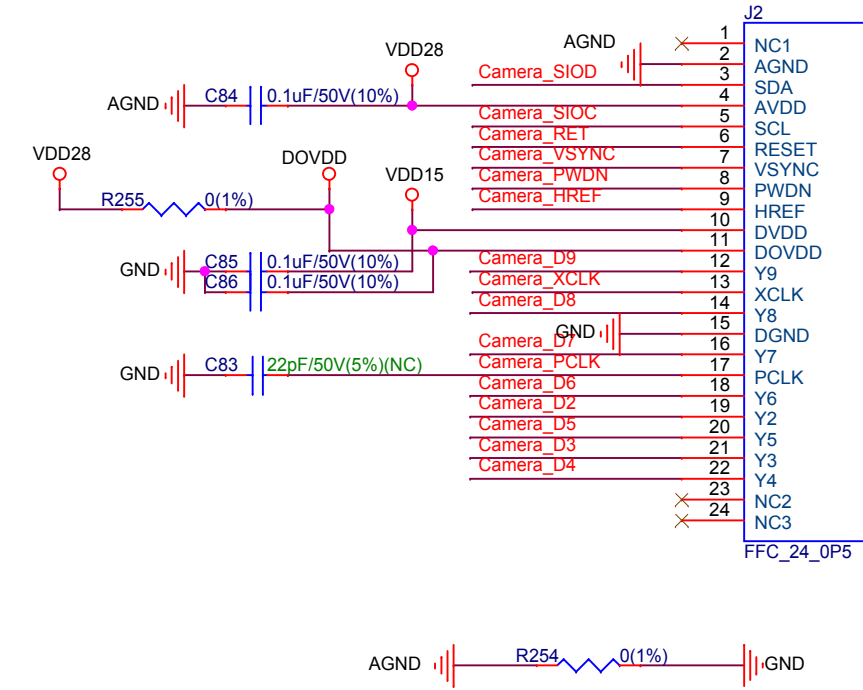 J2
1 NC1
AGND 2 AGND
Camera_SIOD 3 SDA
VDD28
AGND C84 0.1uF/50V(10%) 4 AVDD
Camera_SIOC 5 SCL
Camera_RET 6 RESET
Camera_VSYNC 7 VSYNC
Camera_PWDN 8 PWDN
Camera_HREF 9 HREF
VDD28 DOVDD VDD15
R255 0(1%)
10 DVDD
11 DOVDD
GND C85 0.1uF/50V(10%)
C86 0.1uF/50V(10%)
Camera_D9 12 Y9
Camera_XCLK 13 XCLK
Camera_D8 14 Y8
GND 15 DGND
Camera_D7 16 Y7
GND C83 22pF/50V(5%)(NC) Camera_PCLK 17 PCLK
Camera_D6 18 Y6
Camera_D2 19 Y2
Camera_D5 20 Y5
Camera_D3 21 Y3
Camera_D4 22 Y4
23 NC2
24 NC3
FFC_24_0P5
AGND R254 0(1%) GND